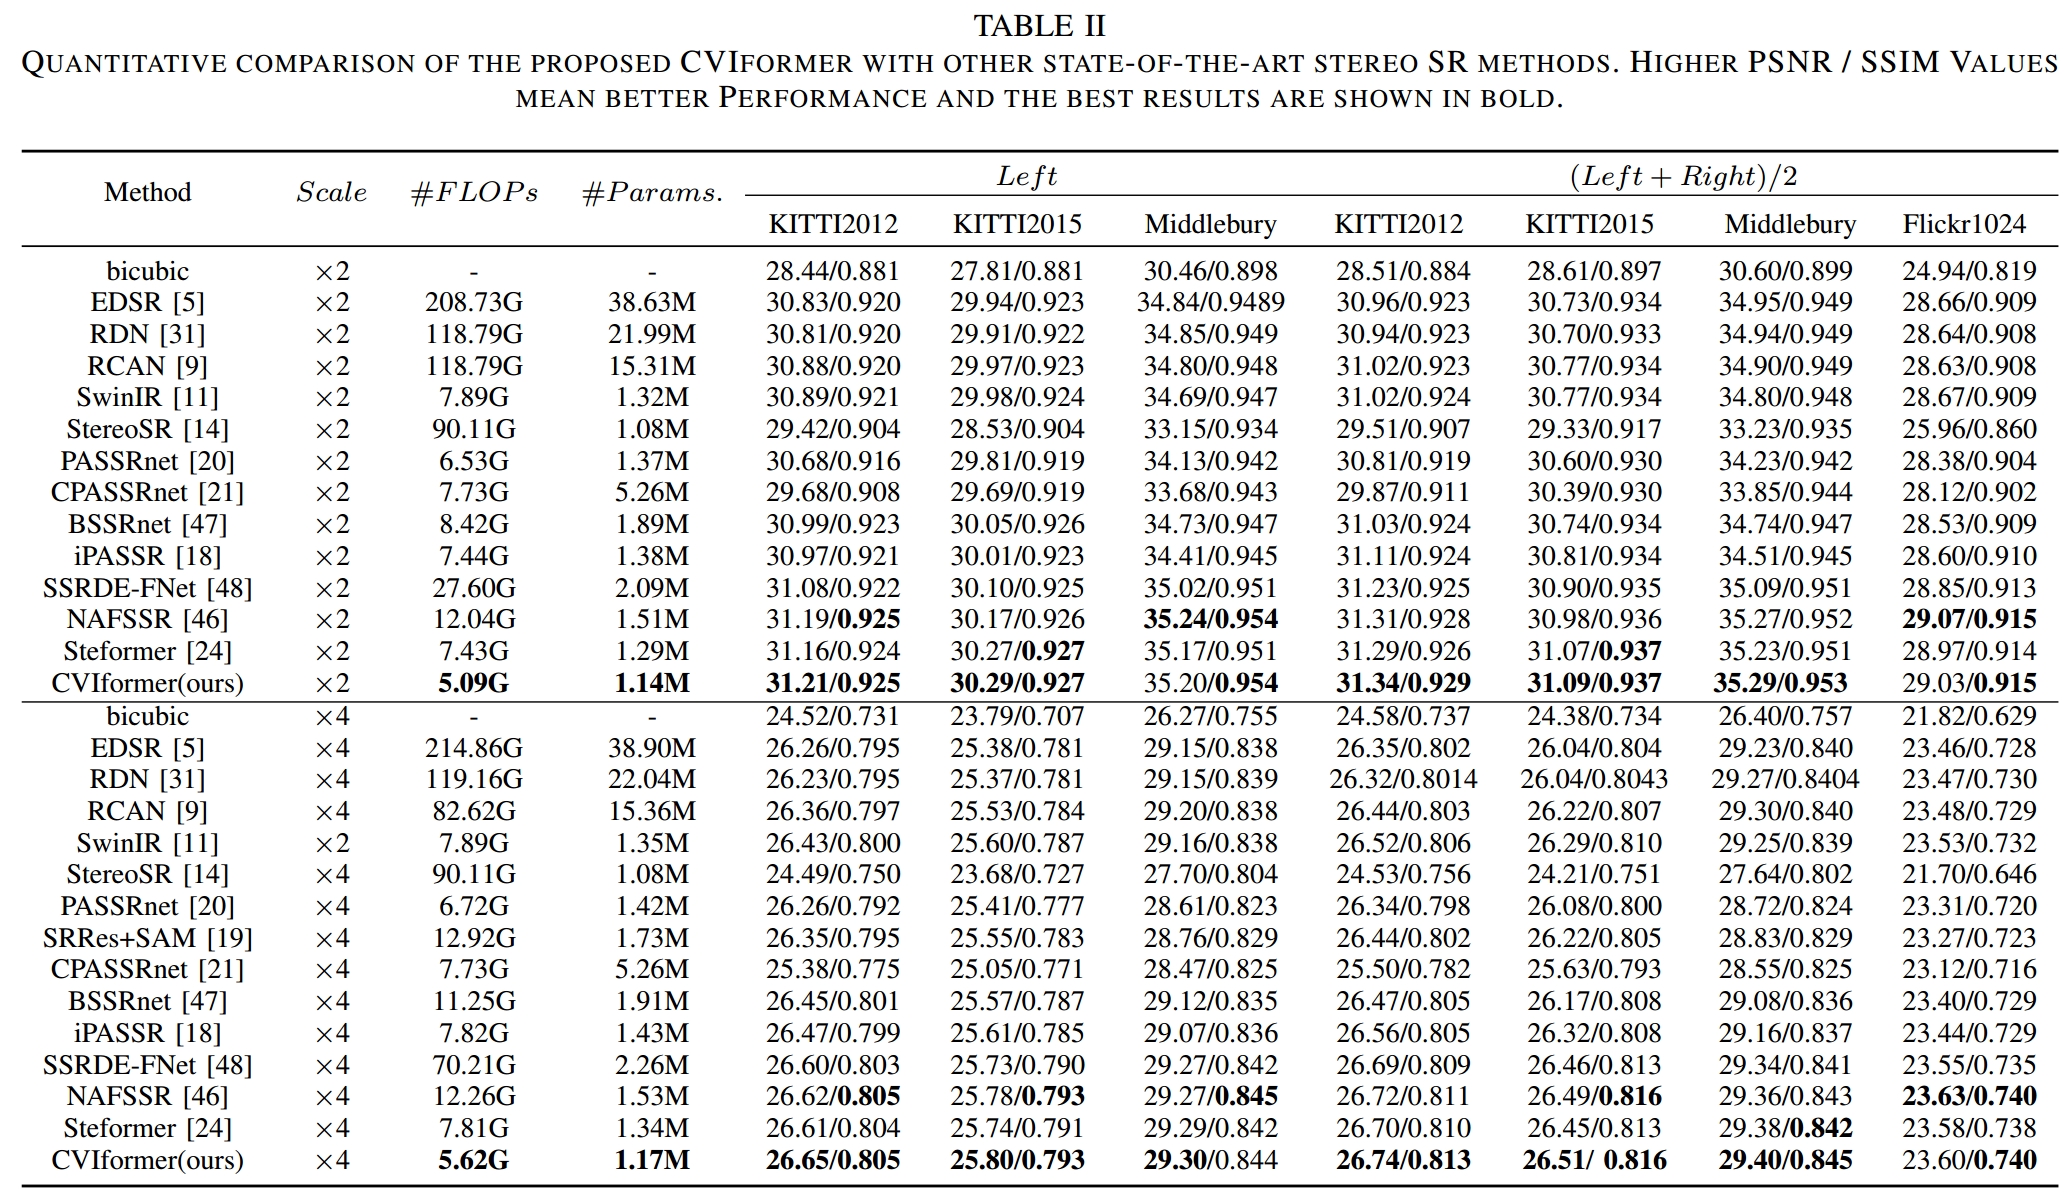 TABLE II
QUANTITATIVE COMPARISON OF THE PROPOSED CVIFORMER WITH OTHER STATE-OF-THE-ART STEREO SR METHODS. HIGHER PSNR / SSIM VALUES
MEAN BETTER PERFORMANCE AND THE BEST RESULTS ARE SHOWN IN BOLD.
Method Scale #FLOPs #Params. Left (Left + Right)/2
KITTI2012 KITTI2015 Middlebury KITTI2012 KITTI2015 Middlebury Flickr1024
bicubic ×2 - - 28.44/0.881 27.81/0.881 30.46/0.898 28.51/0.884 28.61/0.897 30.60/0.899 24.94/0.819
EDSR [5] ×2 208.73G 38.63M 30.83/0.920 29.94/0.923 34.84/0.9489 30.96/0.923 30.73/0.934 34.95/0.949 28.66/0.909
RDN [31] ×2 118.79G 21.99M 30.81/0.920 29.91/0.922 34.85/0.949 30.94/0.923 30.70/0.933 34.94/0.949 28.64/0.908
RCAN [9] ×2 118.79G 15.31M 30.88/0.920 29.97/0.923 34.80/0.948 31.02/0.923 30.77/0.934 34.90/0.949 28.63/0.908
SwinIR [11] ×2 7.89G 1.32M 30.89/0.921 29.98/0.924 34.69/0.947 31.02/0.924 30.77/0.934 34.80/0.948 28.67/0.909
StereoSR [14] ×2 90.11G 1.08M 29.42/0.904 28.53/0.904 33.15/0.934 29.51/0.907 29.33/0.917 33.23/0.935 25.96/0.860
PASSRnet [20] ×2 6.53G 1.37M 30.68/0.916 29.81/0.919 34.13/0.942 30.81/0.919 30.60/0.930 34.23/0.942 28.38/0.904
CPASSRnet [21] ×2 7.73G 5.26M 29.68/0.908 29.69/0.919 33.68/0.943 29.87/0.911 30.39/0.930 33.85/0.944 28.12/0.902
BSSRnet [47] ×2 8.42G 1.89M 30.99/0.923 30.05/0.926 34.73/0.947 31.03/0.924 30.74/0.934 34.74/0.947 28.53/0.909
iPASSR [18] ×2 7.44G 1.38M 30.97/0.921 30.01/0.923 34.41/0.945 31.11/0.924 30.81/0.934 34.51/0.945 28.60/0.910
SSRDE-FNet [48] ×2 27.60G 2.09M 31.08/0.922 30.10/0.925 35.02/0.951 31.23/0.925 30.90/0.935 35.09/0.951 28.85/0.913
NAFSSR [46] ×2 12.04G 1.51M 31.19/0.925 30.17/0.926 35.24/0.954 31.31/0.928 30.98/0.936 35.27/0.952 29.07/0.915
Steformer [24] ×2 7.43G 1.29M 31.16/0.924 30.27/0.927 35.17/0.951 31.29/0.926 31.07/0.937 35.23/0.951 28.97/0.914
CVIformer(ours) ×2 5.09G 1.14M 31.21/0.925 30.29/0.927 35.20/0.954 31.34/0.929 31.09/0.937 35.29/0.953 29.03/0.915
bicubic ×4 - - 24.52/0.731 23.79/0.707 26.27/0.755 24.58/0.737 24.38/0.734 26.40/0.757 21.82/0.629
EDSR [5] ×4 214.86G 38.90M 26.26/0.795 25.38/0.781 29.15/0.838 26.35/0.802 26.04/0.804 29.23/0.840 23.46/0.728
RDN [31] ×4 119.16G 22.04M 26.23/0.795 25.37/0.781 29.15/0.839 26.32/0.8014 26.04/0.8043 29.27/0.8404 23.47/0.730
RCAN [9] ×4 82.62G 15.36M 26.36/0.797 25.53/0.784 29.20/0.838 26.44/0.803 26.22/0.807 29.30/0.840 23.48/0.729
SwinIR [11] ×2 7.89G 1.35M 26.43/0.800 25.60/0.787 29.16/0.838 26.52/0.806 26.29/0.810 29.25/0.839 23.53/0.732
StereoSR [14] ×4 90.11G 1.08M 24.49/0.750 23.68/0.727 27.70/0.804 24.53/0.756 24.21/0.751 27.64/0.802 21.70/0.646
PASSRnet [20] ×4 6.72G 1.42M 26.26/0.792 25.41/0.777 28.61/0.823 26.34/0.798 26.08/0.800 28.72/0.824 23.31/0.720
SRRes+SAM [19] ×4 12.92G 1.73M 26.35/0.795 25.55/0.783 28.76/0.829 26.44/0.802 26.22/0.805 28.83/0.829 23.27/0.723
CPASSRnet [21] ×4 7.73G 5.26M 25.38/0.775 25.05/0.771 28.47/0.825 25.50/0.782 25.63/0.793 28.55/0.825 23.12/0.716
BSSRnet [47] ×4 11.25G 1.91M 26.45/0.801 25.57/0.787 29.12/0.835 26.47/0.805 26.17/0.808 29.08/0.836 23.40/0.729
iPASSR [18] ×4 7.82G 1.43M 26.47/0.799 25.61/0.785 29.07/0.836 26.56/0.805 26.32/0.808 29.16/0.837 23.44/0.729
SSRDE-FNet [48] ×4 70.21G 2.26M 26.60/0.803 25.73/0.790 29.27/0.842 26.69/0.809 26.46/0.813 29.34/0.841 23.55/0.735
NAFSSR [46] ×4 12.26G 1.53M 26.62/0.805 25.78/0.793 29.27/0.845 26.72/0.811 26.49/0.816 29.36/0.843 23.63/0.740
Steformer [24] ×4 7.81G 1.34M 26.61/0.804 25.74/0.791 29.29/0.842 26.70/0.810 26.45/0.813 29.38/0.842 23.58/0.738
CVIformer(ours) ×4 5.62G 1.17M 26.65/0.805 25.80/0.793 29.30/0.844 26.74/0.813 26.51/ 0.816 29.40/0.845 23.60/0.740